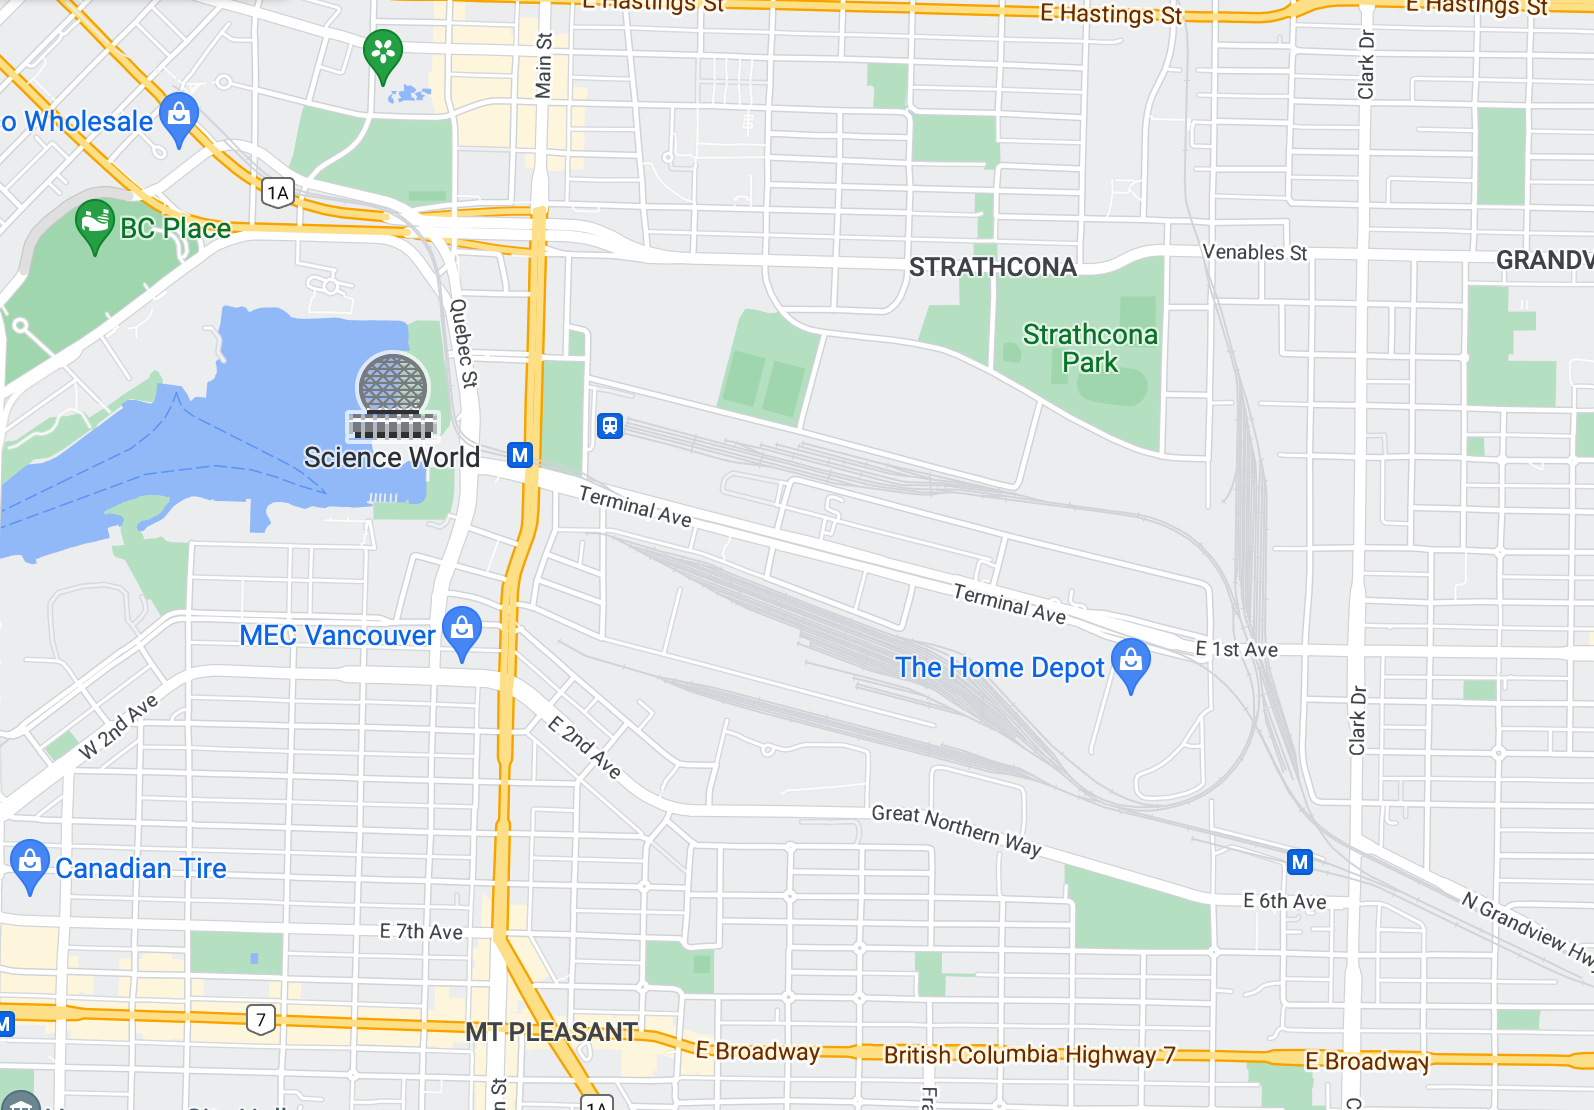 E Hastings St
E Hastings St
E Hastings St
Main St
Clark Dr
o Wholesale
1A
BC Place
STRATHCONA
Venables St
GRANDV
Quebec St
Strathcona
Park
Science World
M
Terminal Ave
Terminal Ave
MEC Vancouver
E 1st Ave
The Home Depot
W 2nd Ave
E 2nd Ave
Clark Dr
Great Northern Way
Canadian Tire
M
E 6th Ave
N Grandview Hwy
E 7th Ave
7
M
MT PLEASANT
E Broadway
British Columbia Highway 7
E Broadway
n St
Fra
1A
C